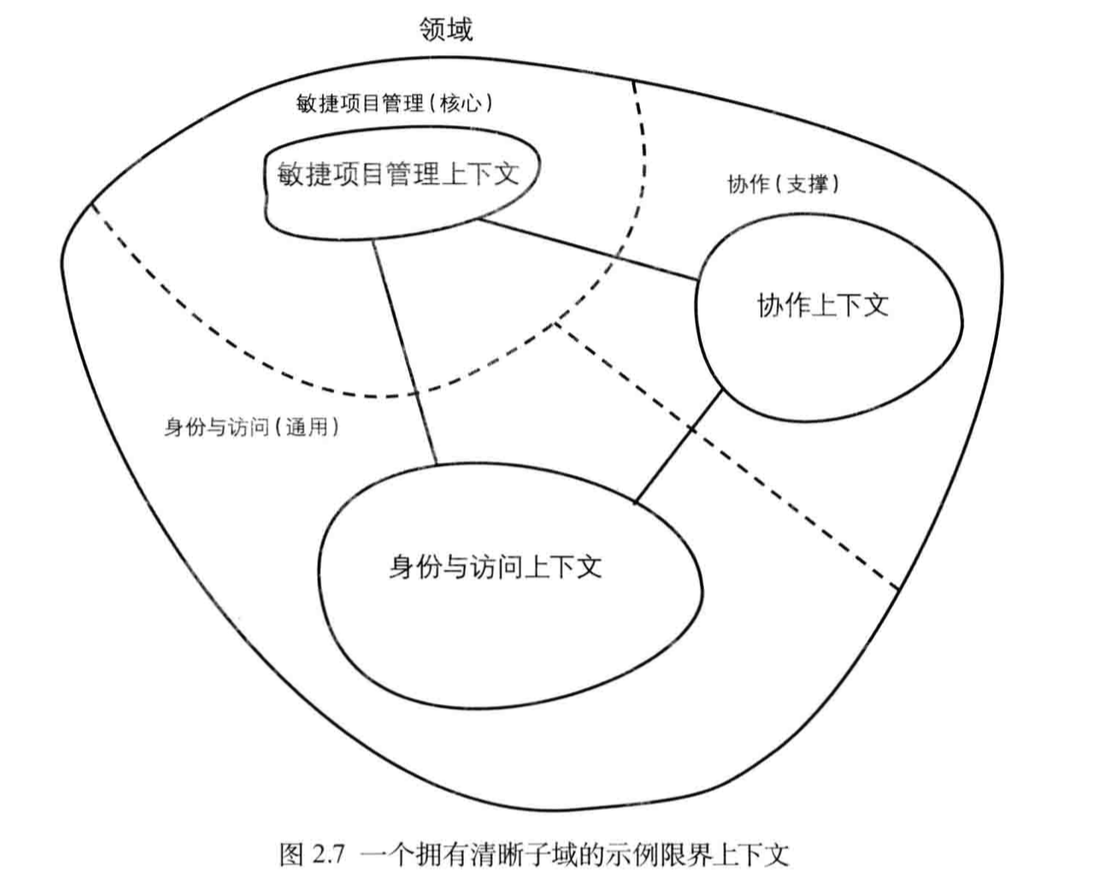 领域
敏捷项目管理(核心)
敏捷项目管理上下文
协作(支撑)
协作上下文
身份与访问(通用)
身份与访问上下文
图 2.7 一个拥有清晰子域的示例限界上下文